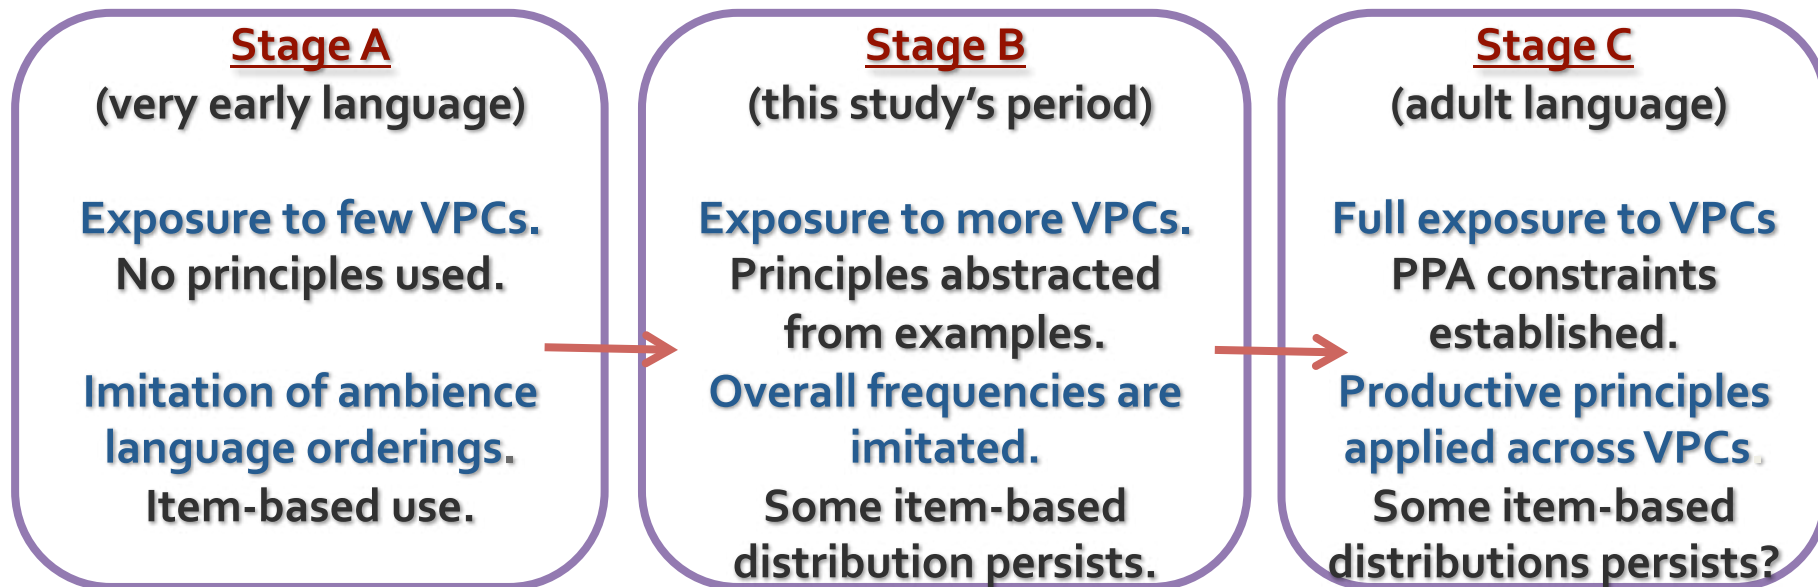 Stage A
(very early language)
Exposure to few VPCs.
No principles used.
Imitation of ambience
language orderings.
Item-based use.
Stage B
(this study's period)
Exposure to more VPCs.
Principles abstracted
from examples.
Overall frequencies are
imitated.
Some item-based
distribution persists.
Stage C
(adult language)
Full exposure to VPCs
PPA constraints
established.
Productive principles
applied across VPCs.
Some item-based
distributions persists?